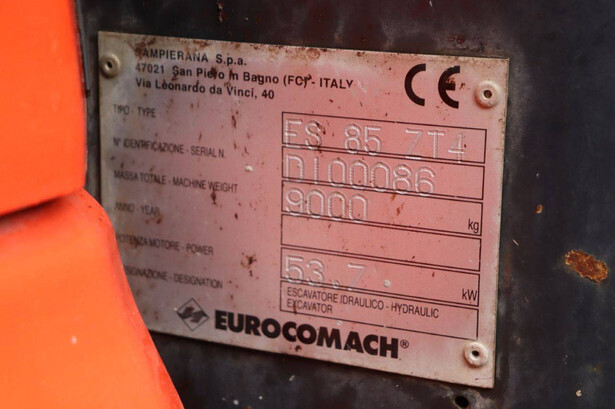 SAMPIERANA S.p.a.
47021 San Piero in Bagno (FC) - ITALY
Via Leonardo da Vinci, 40
CE
TIPO - TYPE
ES 85 ZT4
N° IDENTIFICAZIONE - SERIAL N.
DI00086
MASSA TOTALE - MACHINE WEIGHT
9000 kg
ANNO - YEAR
POTENZA MOTORE - POWER
53.7 kW
DESIGNAZIONE - DESIGNATION
ESCAVATORE IDRAULICO - HYDRAULIC
EXCAVATOR
EUROCOMACH®